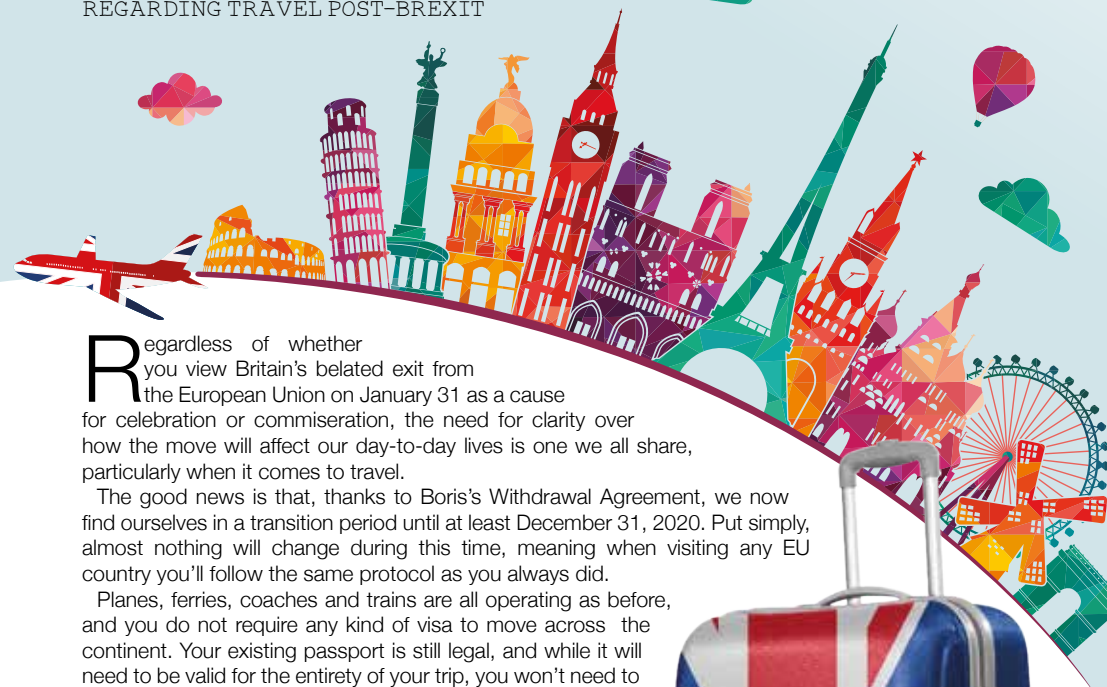 REGARDING TRAVEL POST-BREXIT
Regardless of whether
you view Britain’s belated exit from
the European Union on January 31 as a cause
for celebration or commiseration, the need for clarity over
how the move will affect our day-to-day lives is one we all share,
particularly when it comes to travel.
The good news is that, thanks to Boris’s Withdrawal Agreement, we now
find ourselves in a transition period until at least December 31, 2020. Put simply,
almost nothing will change during this time, meaning when visiting any EU
country you’ll follow the same protocol as you always did.
Planes, ferries, coaches and trains are all operating as before,
and you do not require any kind of visa to move across the
continent. Your existing passport is still legal, and while it will
need to be valid for the entirety of your trip, you won’t need to